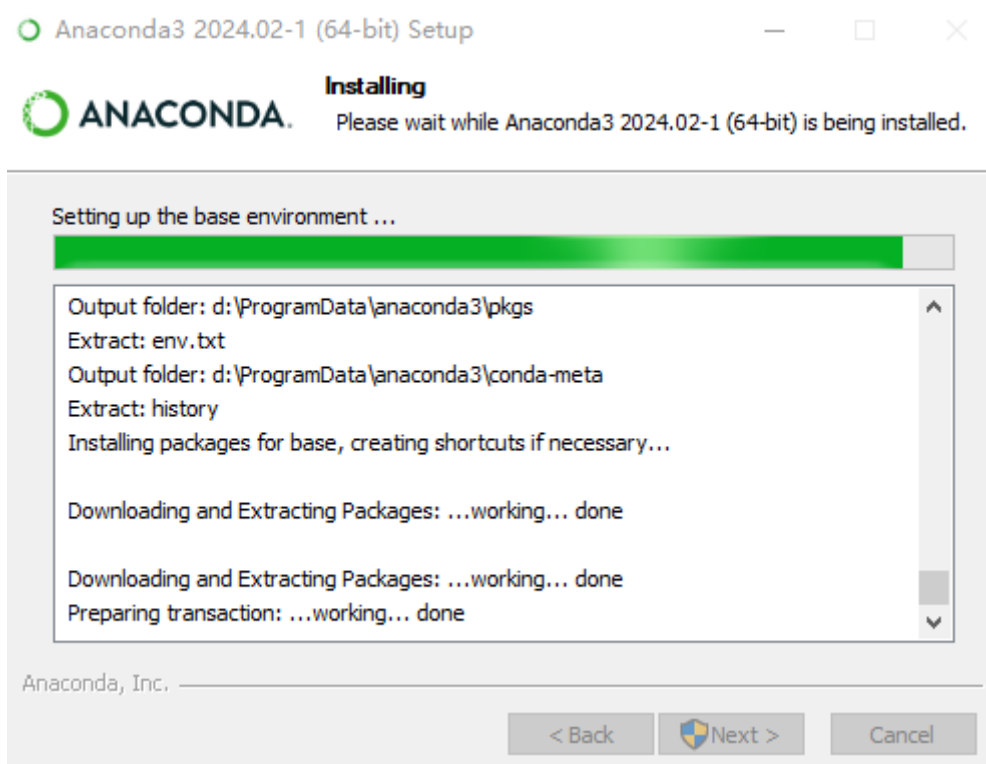 Anaconda3 2024.02-1 (64-bit) Setup
ANACONDA.
Installing
Please wait while Anaconda3 2024.02-1 (64-bit) is being installed.
Setting up the base environment ...
Output folder: d:\ProgramData\anaconda3\pkgs
Extract: env.txt
Output folder: d:\ProgramData\anaconda3\conda-meta
Extract: history
Installing packages for base, creating shortcuts if necessary...
Downloading and Extracting Packages: ...working... done
Downloading and Extracting Packages: ...working... done
Preparing transaction: ...working... done
Anaconda, Inc.
< Back
Next >
Cancel